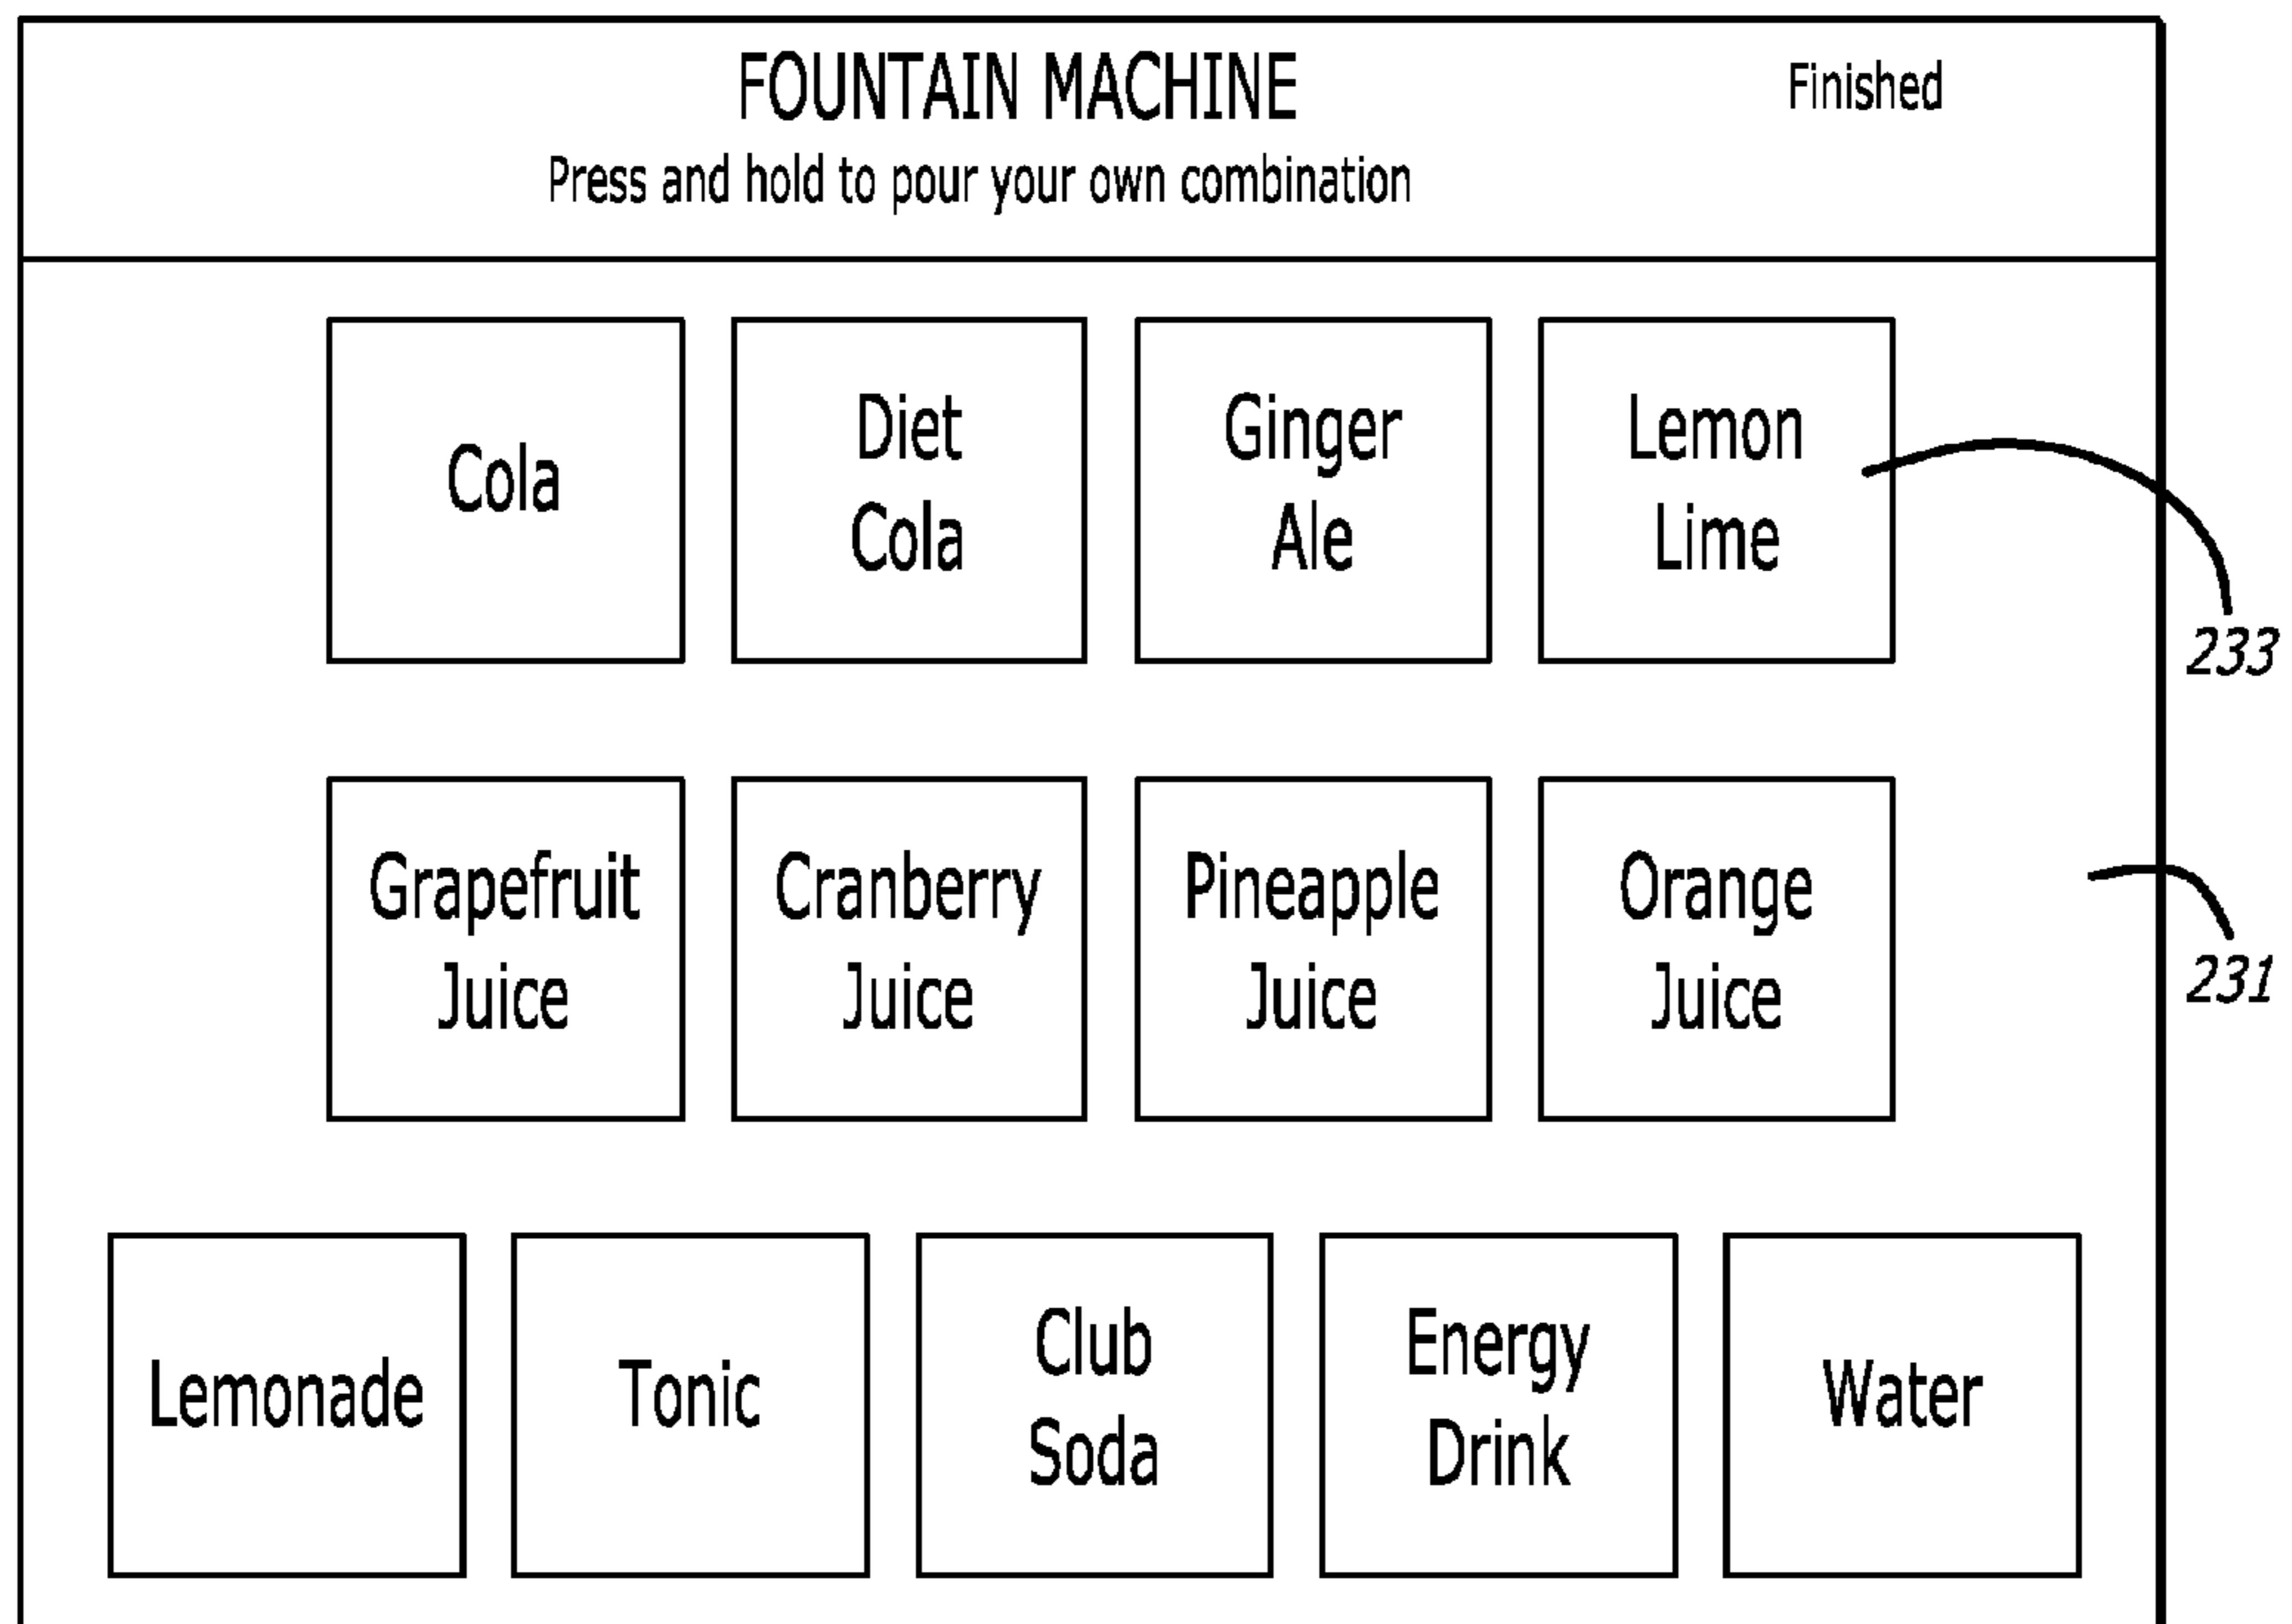 FOUNTAIN MACHINE
Finished
Press and hold to pour your own combination
Cola
Diet
Cola
Ginger
Ale
Lemon
Lime
233
Grapefruit
Juice
Cranberry
Juice
Pineapple
Juice
Orange
Juice
231
Lemonade
Tonic
Club
Soda
Energy
Drink
Water